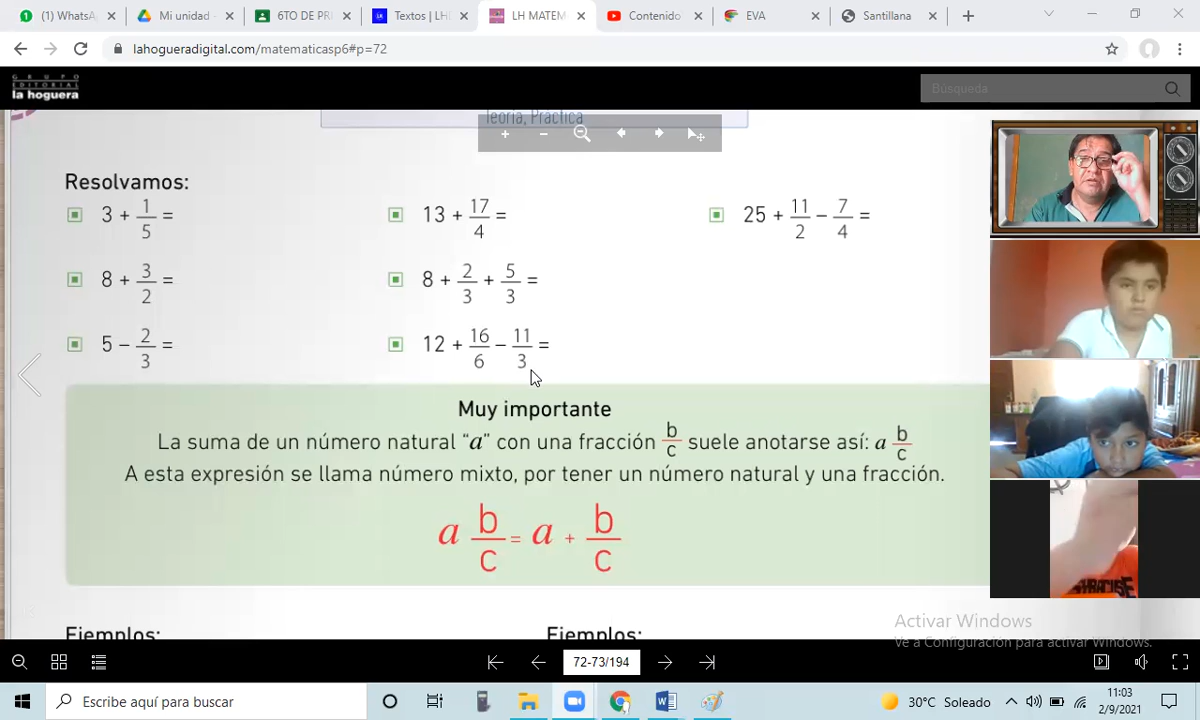 (1) WhatsA
Mi unidad -
6TO DE PRI
Textos | LHI
LH MATEM
Contenido
EVA
Santillana
lahogueradigital.com/matematicasp6#p=72
GRUPO
EDITORIAL
la hoguera
Búsqueda
Teoría, Práctica
Resolvamos:
3 + 1/5 =
13 + 17/4 =
25 + 11/2 − 7/4 =
8 + 3/2 =
8 + 2/3 + 5/3 =
5 − 2/3 =
12 + 16/6 − 11/3 =
Muy importante
La suma de un número natural “a” con una fracción b/c suele anotarse así: a b/c
A esta expresión se llama número mixto, por tener un número natural y una fracción.
a b/c = a + b/c
Ejemplos:
Ejemplos:
Activar Windows
Ve a Configuración para activar Windows.
72-73/194
Escribe aquí para buscar
30°C Soleado
11:03
2/9/2021